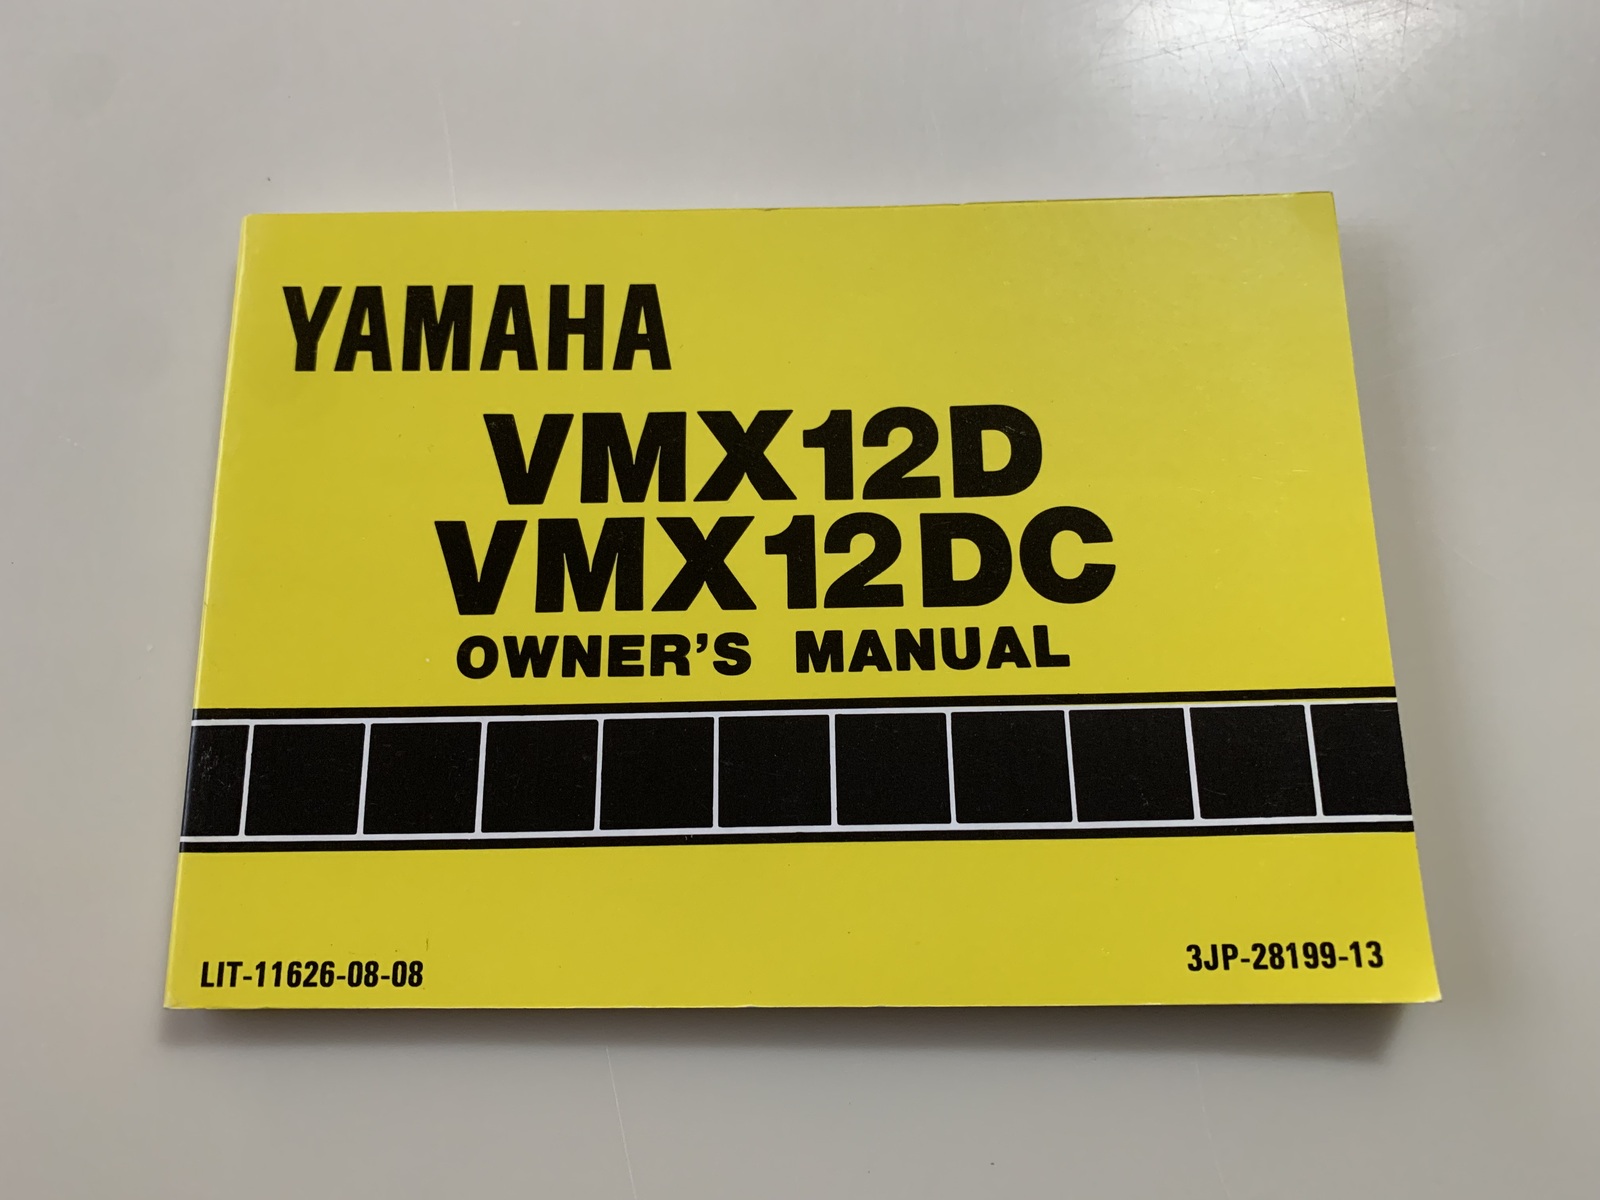 YAMAHA
VMX12D
VMX12DC
OWNER'S MANUAL
LIT-11626-08-08
3JP-28199-13